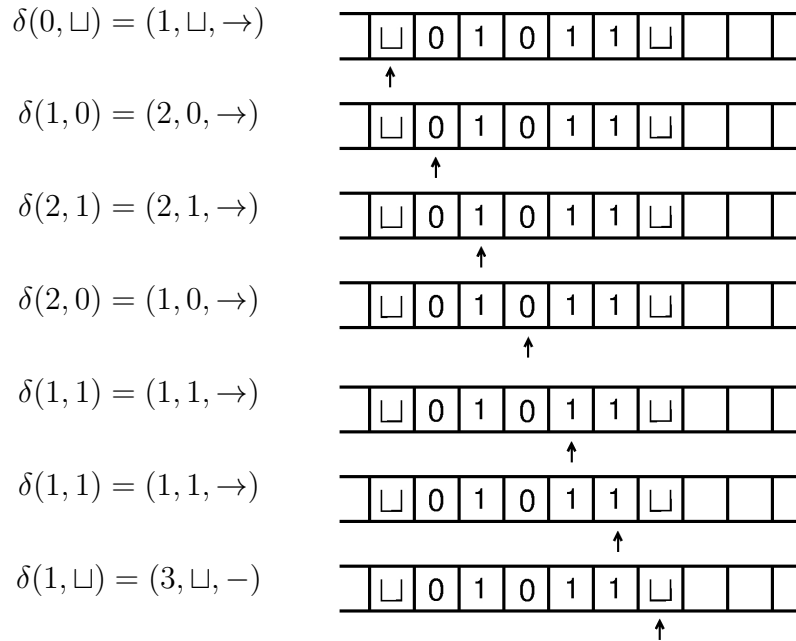 δ(0, ⊔) = (1, ⊔, →) ⊔ 0 1 0 1 1 ⊔
↑
δ(1, 0) = (2, 0, →) ⊔ 0 1 0 1 1 ⊔
↑
δ(2, 1) = (2, 1, →) ⊔ 0 1 0 1 1 ⊔
↑
δ(2, 0) = (1, 0, →) ⊔ 0 1 0 1 1 ⊔
↑
δ(1, 1) = (1, 1, →) ⊔ 0 1 0 1 1 ⊔
↑
δ(1, 1) = (1, 1, →) ⊔ 0 1 0 1 1 ⊔
↑
δ(1, ⊔) = (3, ⊔, −) ⊔ 0 1 0 1 1 ⊔
↑